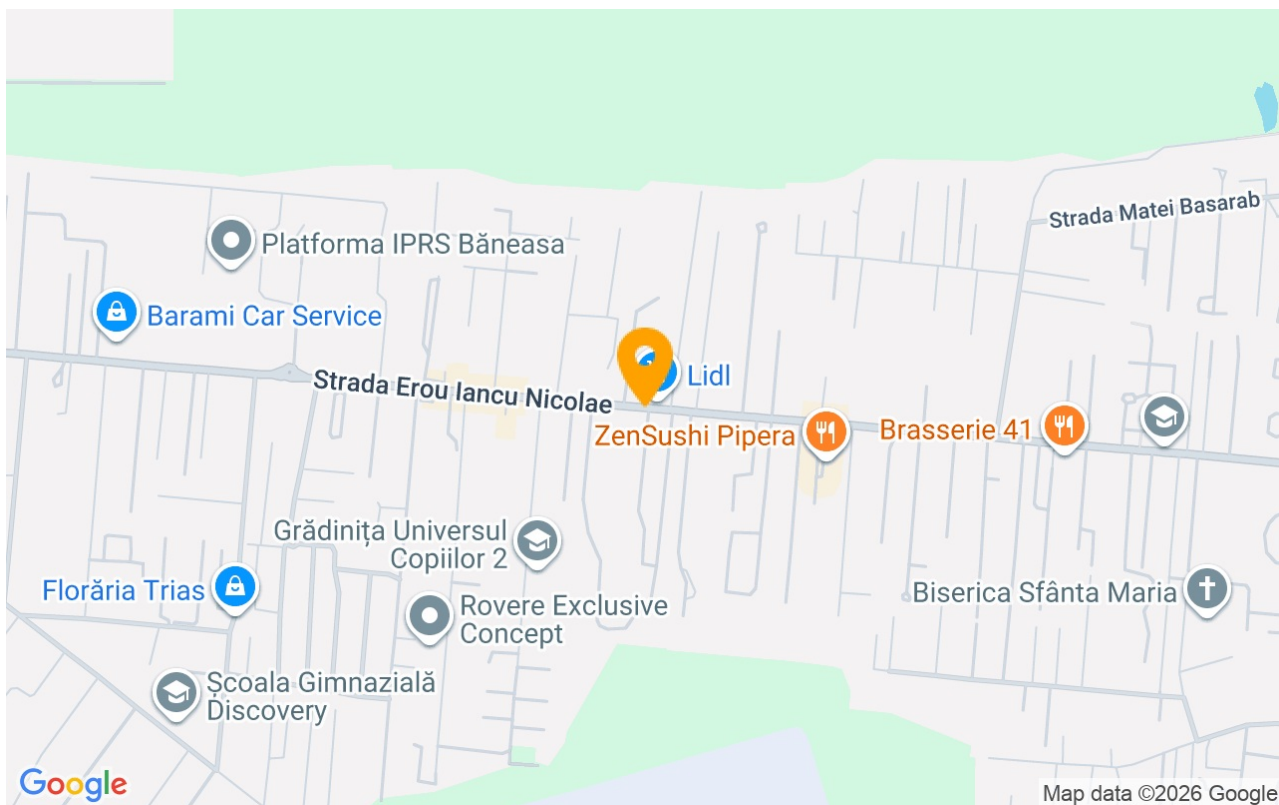 Strada Matei Basarab
Platforma IPRS Băneasa
Barami Car Service
Strada Erou Iancu Nicolae
Lidl
ZenSushi Pipera
Brasserie 41
Grădinița Universul
Copiilor 2
Florăria Trias
Rovere Exclusive
Concept
Biserica Sfânta Maria
Școala Gimnazială
Discovery
Google
Map data ©2026 Google